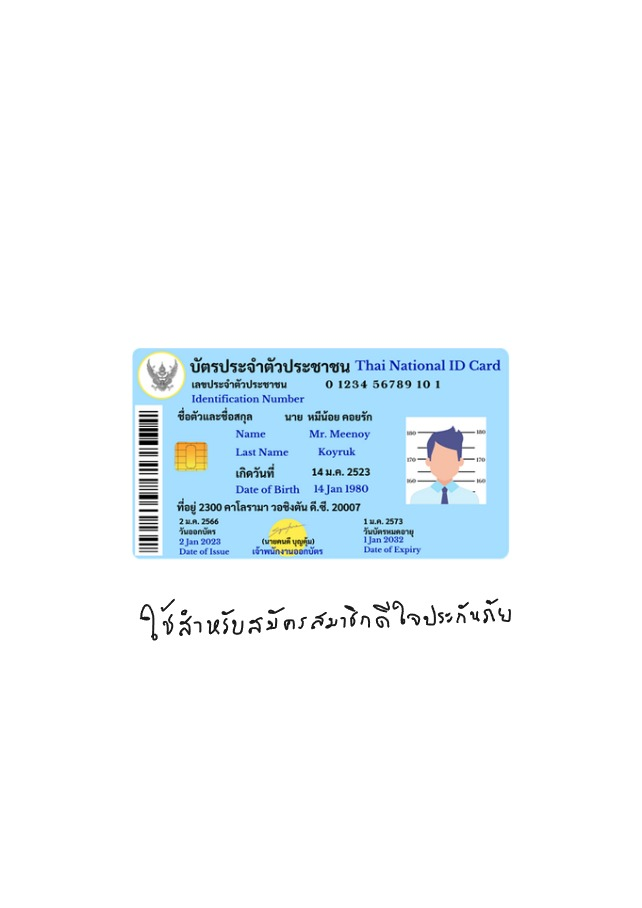 บัตรประจำตัวประชาชน Thai National ID Card
เลขประจำตัวประชาชน 0 1234 56789 10 1
Identification Number
ชื่อตัวและชื่อสกุล นาย หมีน้อย คอยรัก
Name Mr. Meenoy
Last Name Koyruk
เกิดวันที่ 14 ม.ค. 2523
Date of Birth 14 Jan 1980
180 180
170 170
160 160
ที่อยู่ 2300 คาโลรามา วอชิงตัน ดี.ซี. 20007
2 ม.ค. 2566
วันออกบัตร
2 Jan 2023
Date of Issue
(นายคนดี บุญคุ้ม)
เจ้าพนักงานออกบัตร
1 ม.ค. 2573
วันบัตรหมดอายุ
1 Jan 2032
Date of Expiry
ใช้สำหรับสมัครสมาชิกดีใจประกันภัย